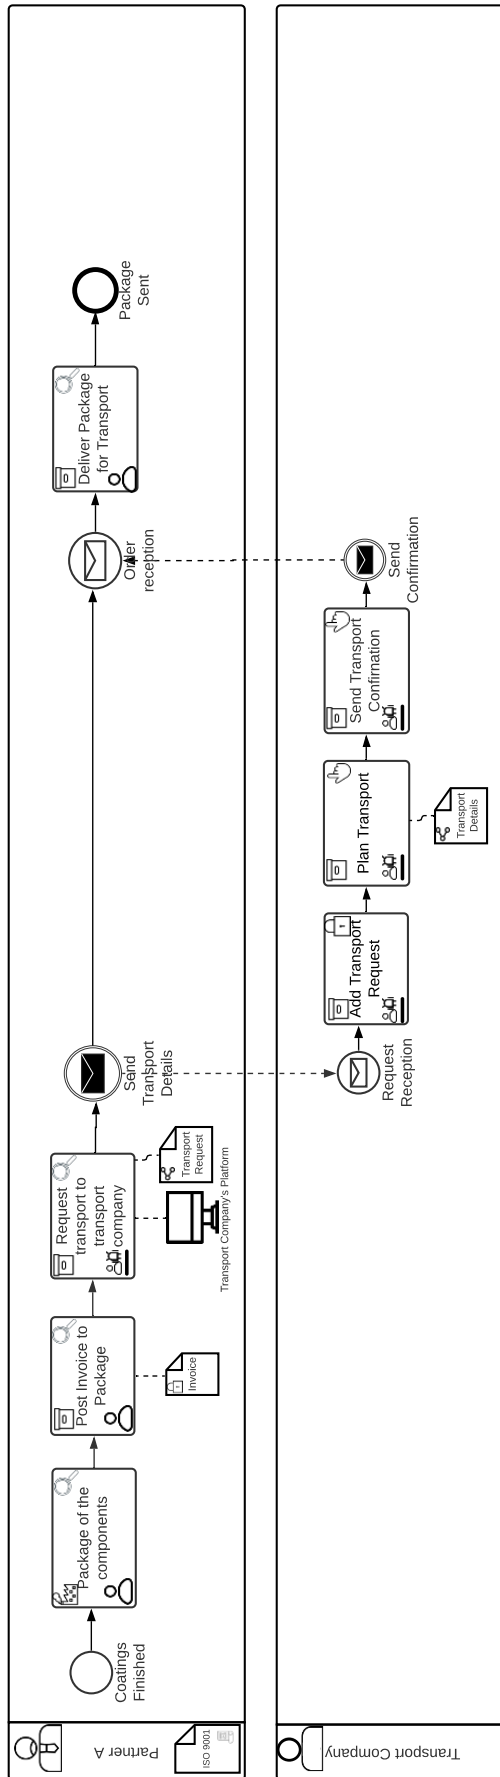 Partner A
ISO 9001
Coatings
Finished
Package of the
components
Post Invoice to
Package
Invoice
Request
transport to
transport
company
Transport
Request
Transport Company's Platform
Send
Transport
Details
Order
reception
Deliver Package
for Transport
Package
Sent
Transport Company
Request
Reception
Add Transport
Request
Plan Transport
Transport
Details
Send Transport
Confirmation
Send
Confirmation